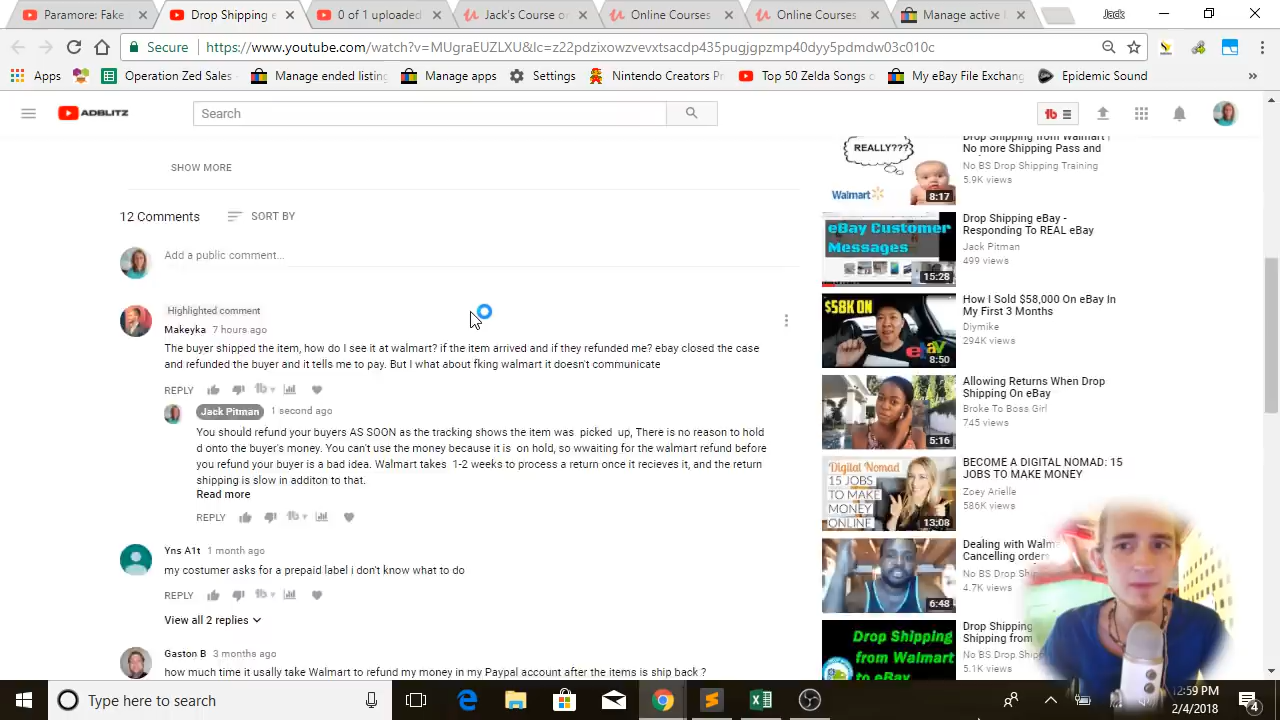 Paramore: Fake
Drop Shipping e
0 of 1 uploaded
Jack's Course o
Online Courses
Online Courses
Manage active l
Jack
Secure
https://www.youtube.com/watch?v=MUgraEUZLXU&lc=z22pdzixowzvevxtsacdp435pugjgpzmp40dyy5pdmdw03c010c
Apps
Operation Zed Sales
Manage ended listing
Manage apps
Settings
Nintendo Creators
Top 50 Zelda Songs o
My eBay File Exchang
Epidemic Sound
ADBLITZ
Search
SHOW MORE
12 Comments
SORT BY
Add a public comment...
Highlighted comment
7 hours ago
The buyer shipped the item, how do I see it at walmart? if the item arrived and if they refunded me? ebay closed the case
and refunded the buyer and it tells me to pay. But I what about fking walmart it doesn't communicate
REPLY
Jack Pitman 1 second ago
You should refund your buyers AS SOON as the tracking shows the item was picked up, There is no reason to hold
d onto the buyer's money. You can't use the money because it is on hold, so wwaiting for the walmart refund before
you refund your buyer is a bad idea. Walmart takes 1-2 weeks to process a return once it recieves it, and the return
shipping is slow in additon to that
Read more
REPLY
Yns A1t 1 month ago
my costumer asks for a prepaid label i don't know what to do
REPLY
View all 2 replies
Gaston B 3 months ago
how much time it usally take Walmart to refund my money in my Paypal account after the items is ship back?
REALLY???
Walmart
8:17
Drop Shipping from Walmart |
No more Shipping Pass and
No BS Drop Shipping Training
5.9K views
eBay Customer
Messages
15:28
Drop Shipping eBay -
Responding To REAL eBay
Jack Pitman
499 views
$58K ON
ebay
8:50
How I Sold $58,000 On eBay In
My First 3 Months
Diymike
294K views
5:16
Allowing Returns When Drop
Shipping On eBay
Broke To Boss Girl
745 views
Digital Nomad
15 JOBS
TO MAKE
MONEY
ONLINE
13:08
BECOME A DIGITAL NOMAD: 15
JOBS TO MAKE MONEY
Zoey Arielle
586K views
6:48
Dealing with Walm
Cancelling orders
No BS Drop Shi
4.7K views
Drop Shipping
from Walmart
to eBay
Drop Shipping
Shipping from
No BS Drop
5.1K views
Type here to search
12:59 PM
2/4/2018
4